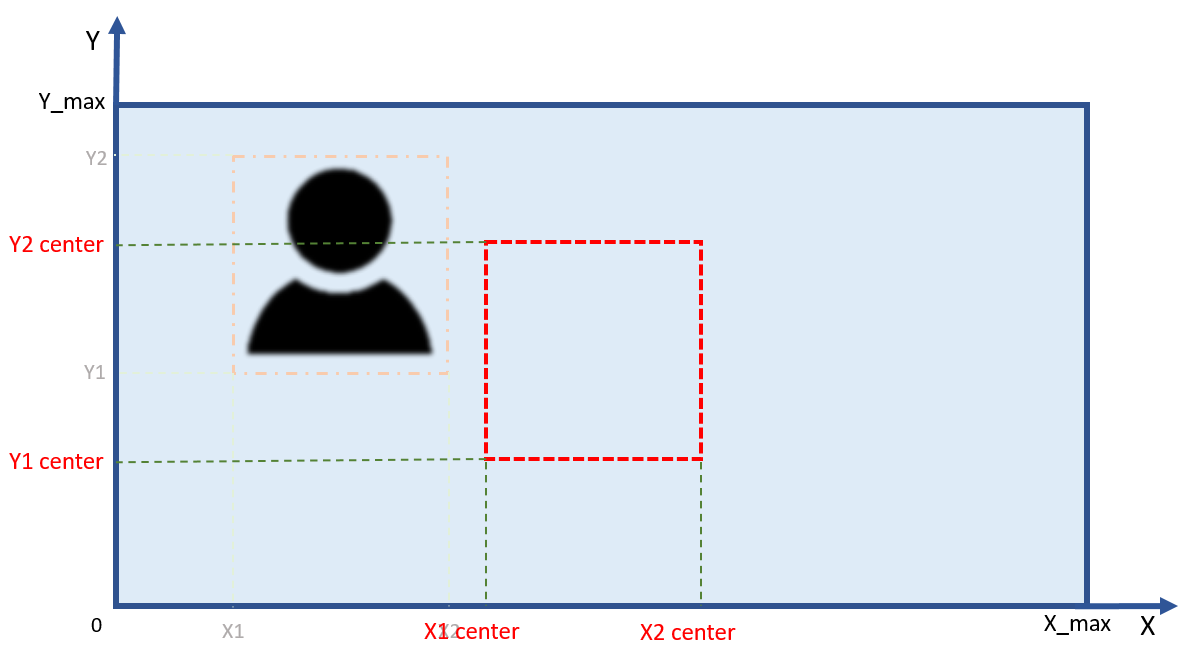 Y
Y_max
Y2
Y2 center
Y1
Y1 center
0
X1
X2
X1 center
X2 center
X_max
X